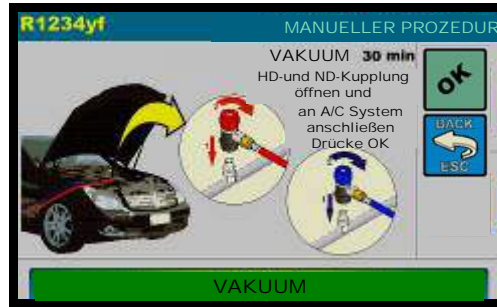 R1234yf
MANUELLER PROZEDUR
VAKUUM 30 min
HD-und ND-Kupplung
öffnen und
an A/C System
anschließen
Drücke OK
OK
BACK
ESC
VAKUUM